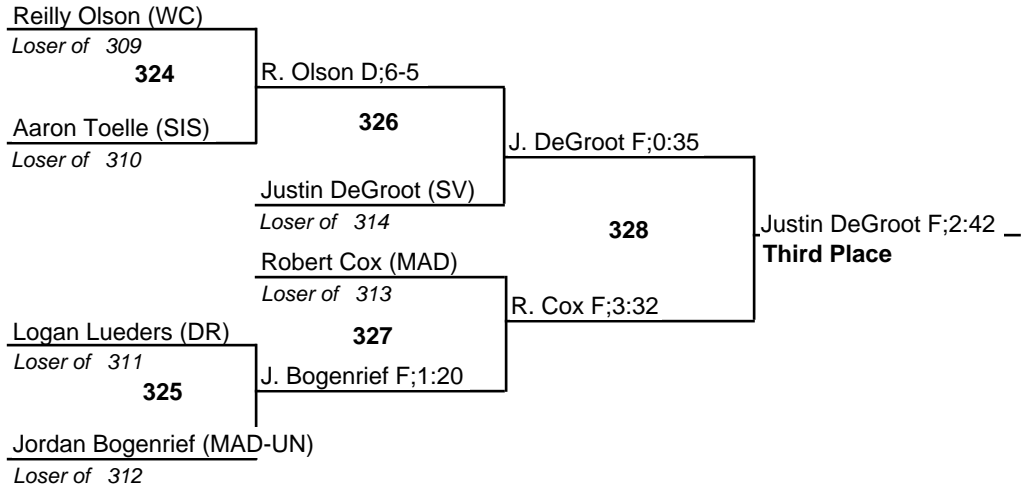 Reilly Olson (WC)
Loser of 309
324
R. Olson D;6-5
Aaron Toelle (SIS)
Loser of 310
326
J. DeGroot F;0:35
Justin DeGroot (SV)
Loser of 314
328
Justin DeGroot F;2:42
Third Place
Robert Cox (MAD)
Loser of 313
R. Cox F;3:32
Logan Lueders (DR)
Loser of 311
327
325
J. Bogenrief F;1:20
Jordan Bogenrief (MAD-UN)
Loser of 312